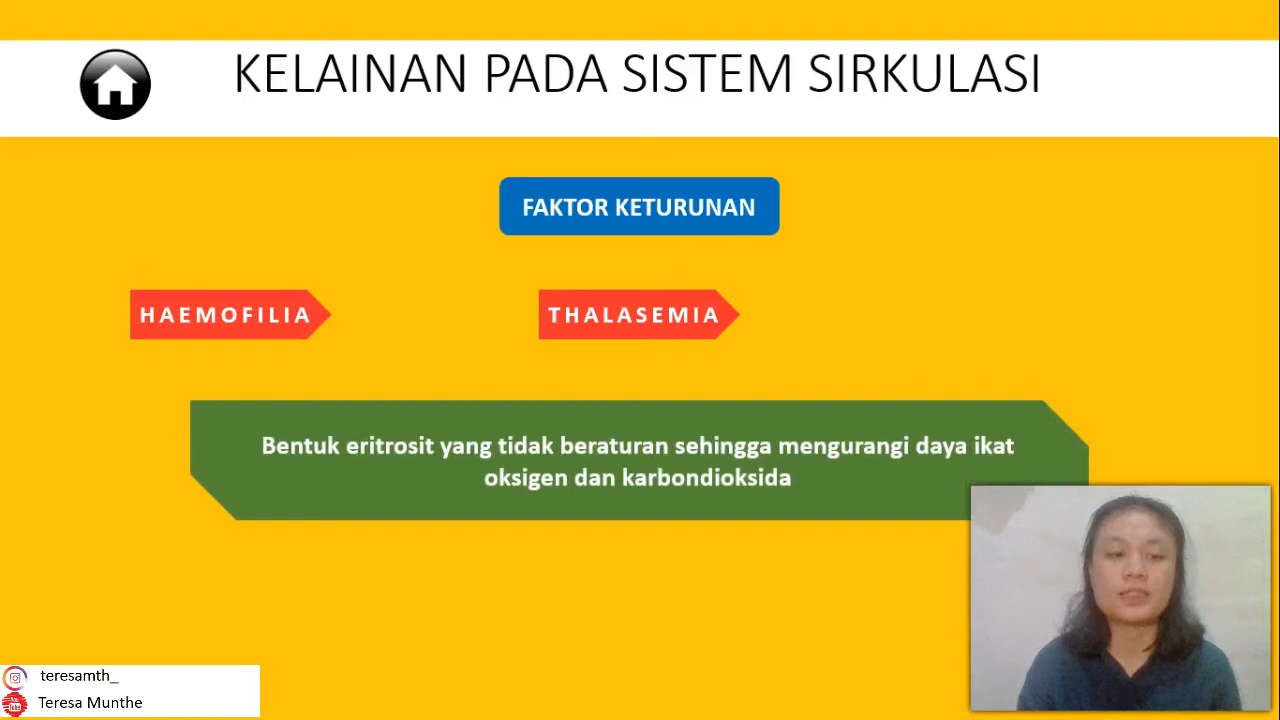 KELAINAN PADA SISTEM SIRKULASI
FAKTOR KETURUNAN
HAEMOFILIA
THALASEMIA
Bentuk eritrosit yang tidak beraturan sehingga mengurangi daya ikat
oksigen dan karbondioksida
teresamth_
Teresa Munthe